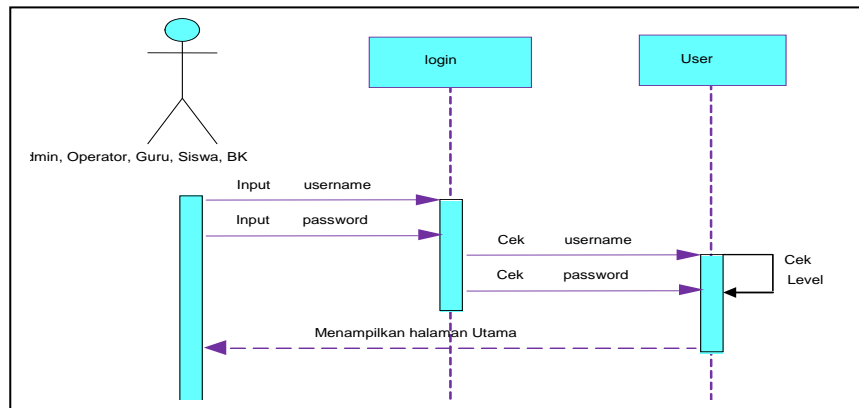 login
User
dmin, Operator, Guru, Siswa, BK
Input username
Input password
Cek username
Cek
Level
Cek password
Menampilkan halaman Utama